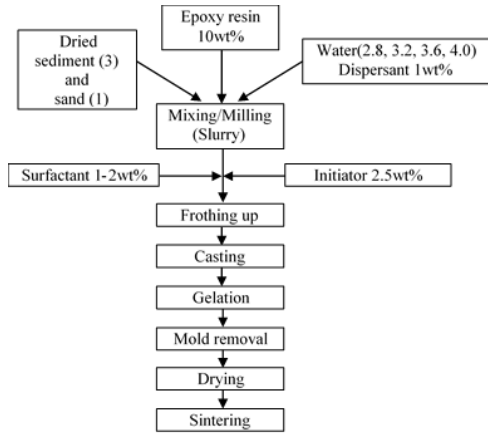 Epoxy resin
10wt%
Dried
sediment (3)
and
sand (1)
Water(2.8, 3.2, 3.6, 4.0)
Dispersant 1wt%
Mixing/Milling
(Slurry)
Surfactant 1-2wt%
Initiator 2.5wt%
Frothing up
Casting
Gelation
Mold removal
Drying
Sintering